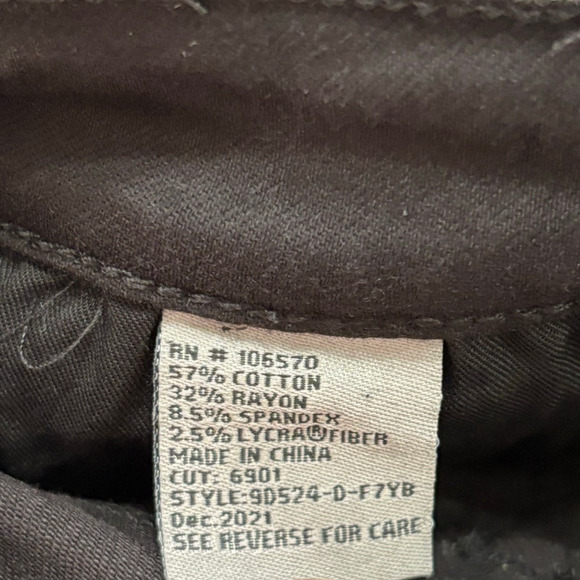 RN # 106570
57% COTTON
32% RAYON
8.5% SPANDEX
2.5% LYCRA®FIBER
MADE IN CHINA
CUT: 6901
STYLE:9D524-D-F7YB
Dec.2021
SEE REVERSE FOR CARE